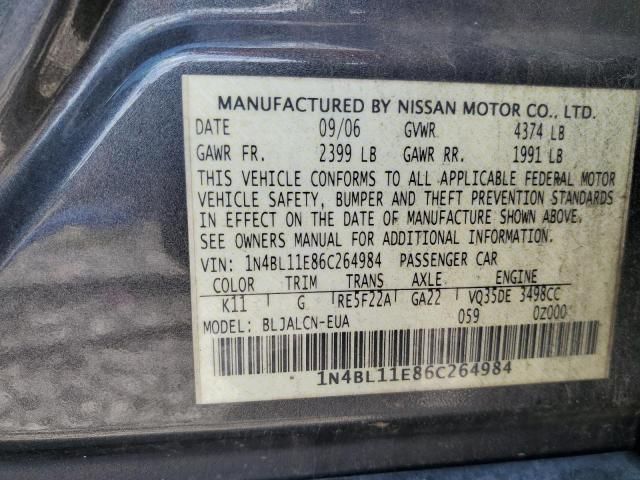 MANUFACTURED BY NISSAN MOTOR CO., LTD.
DATE 09/06 GVWR 4374 LB
GAWR FR. 2399 LB GAWR RR. 1991 LB
THIS VEHICLE CONFORMS TO ALL APPLICABLE FEDERAL MOTOR
VEHICLE SAFETY, BUMPER AND THEFT PREVENTION STANDARDS
IN EFFECT ON THE DATE OF MANUFACTURE SHOWN ABOVE.
SEE OWNERS MANUAL FOR ADDITIONAL INFORMATION.
VIN: 1N4BL11E86C264984 PASSENGER CAR
COLOR TRIM TRANS AXLE ENGINE
K11 G RE5F22A GA22 VQ35DE 3498CC
MODEL: BLJALCN-EUA 059 0Z000
1N4BL11E86C264984